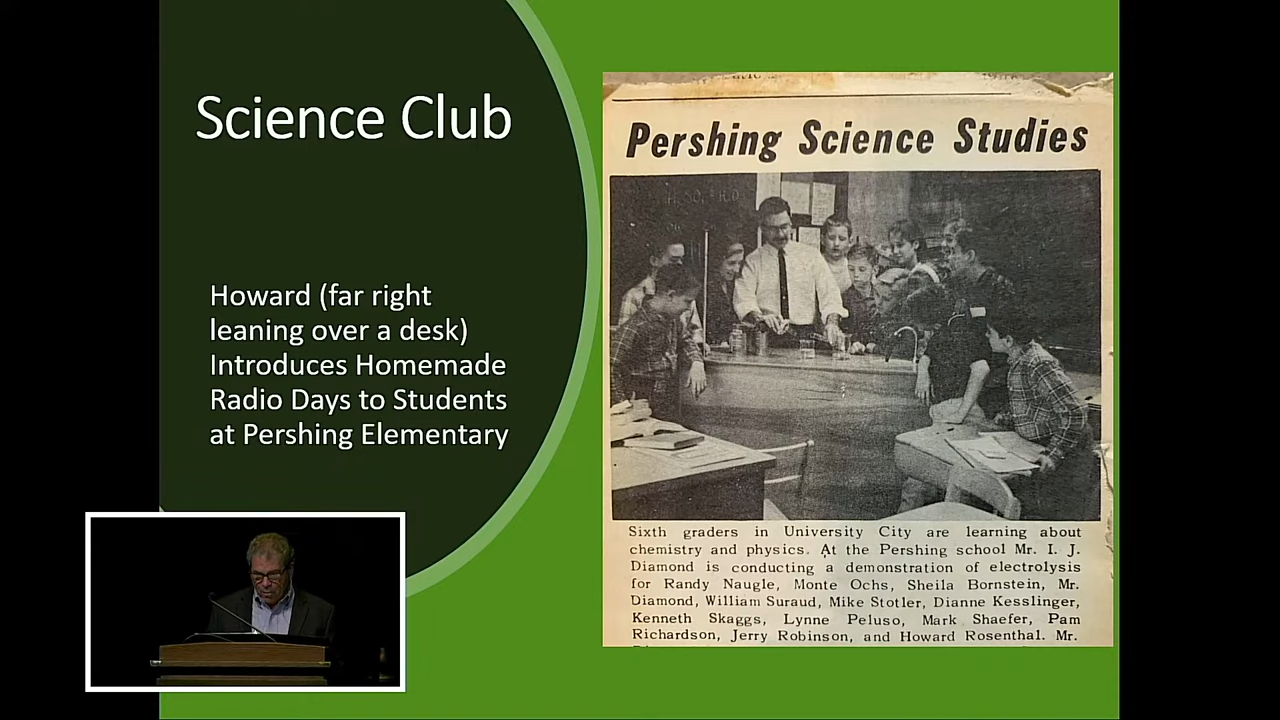 Science Club
Howard (far right
leaning over a desk)
Introduces Homemade
Radio Days to Students
at Pershing Elementary
Pershing Science Studies
Sixth graders in University City are learning about
chemistry and physics. At the Pershing school Mr. I. J.
Diamond is conducting a demonstration of electrolysis
for Randy Naugle, Monte Ochs, Sheila Bornstein, Mr.
Diamond, William Suraud, Mike Stotler, Dianne Kesslinger,
Kenneth Skaggs, Lynne Peluso, Mark Shaefer, Pam
Richardson, Jerry Robinson, and Howard Rosenthal. Mr.